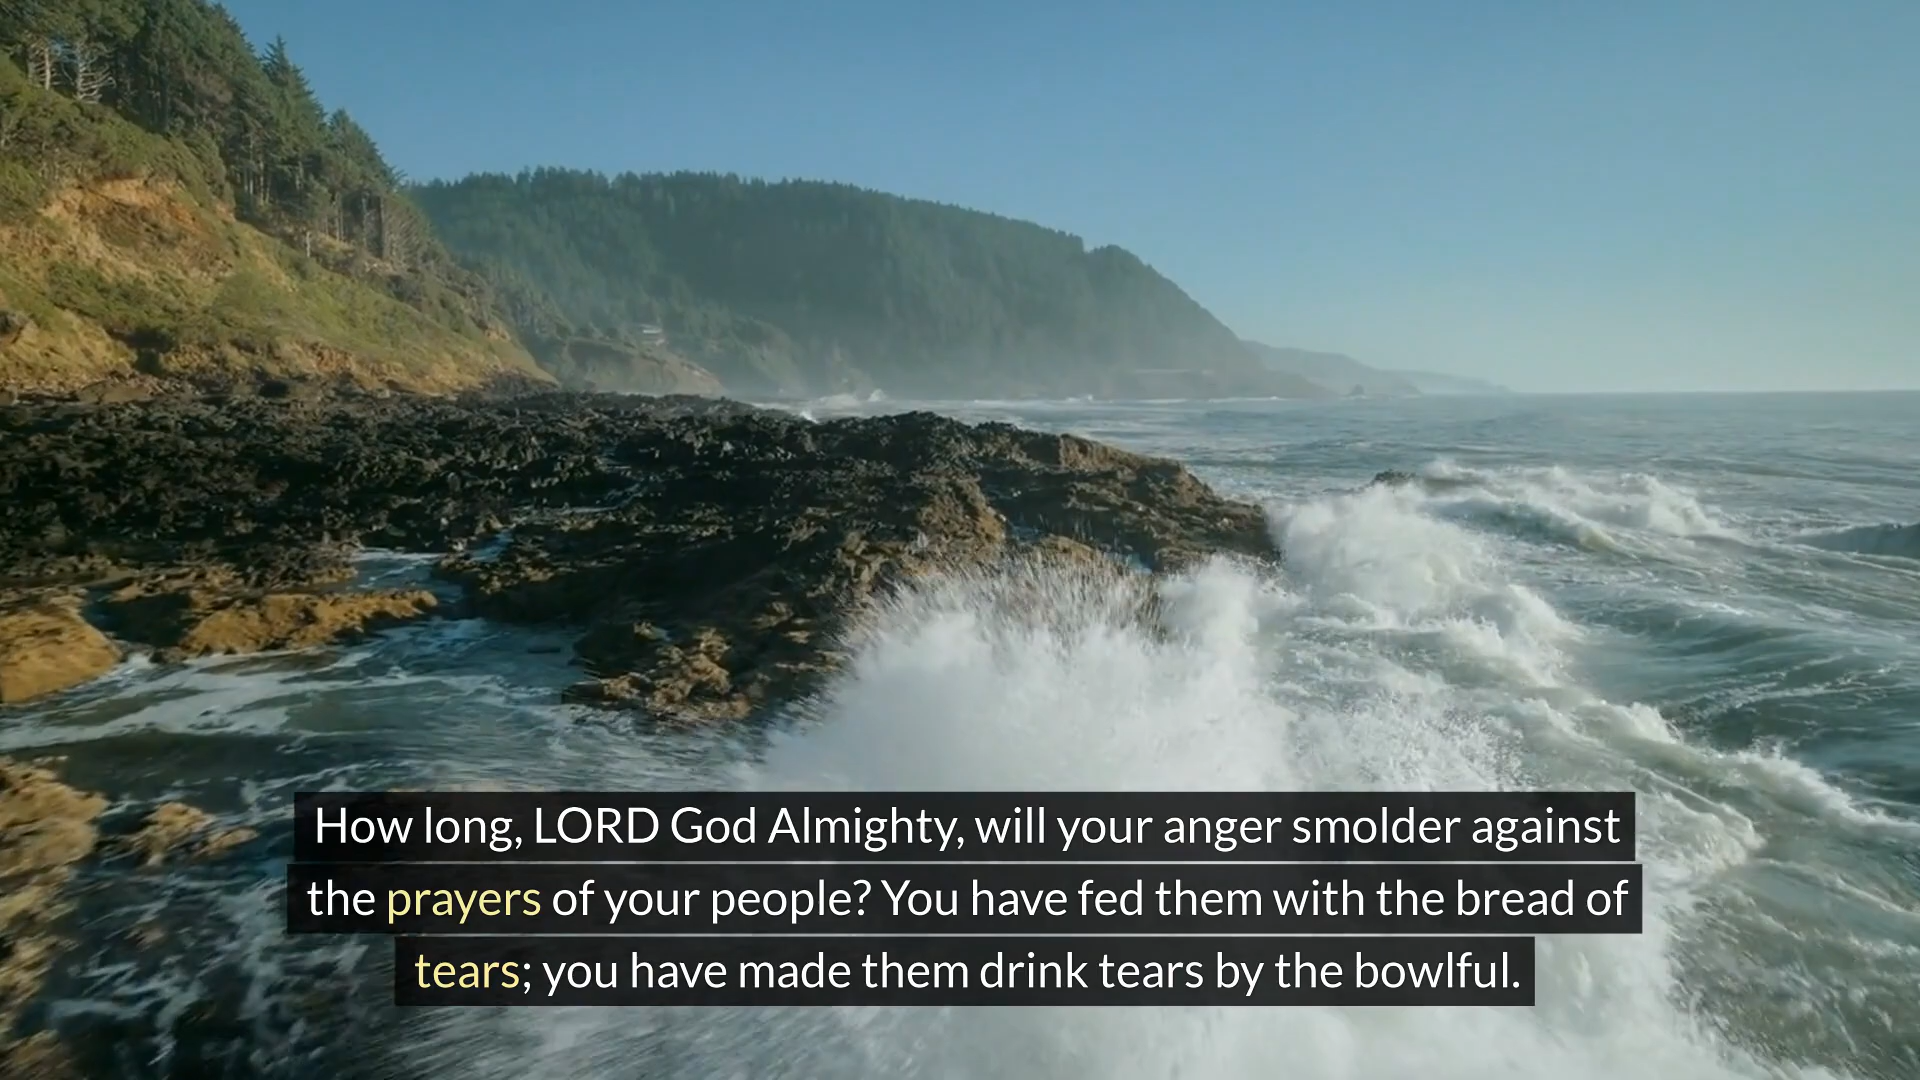 How long, LORD God Almighty, will your anger smolder against
the prayers of your people? You have fed them with the bread of
tears; you have made them drink tears by the bowlful.